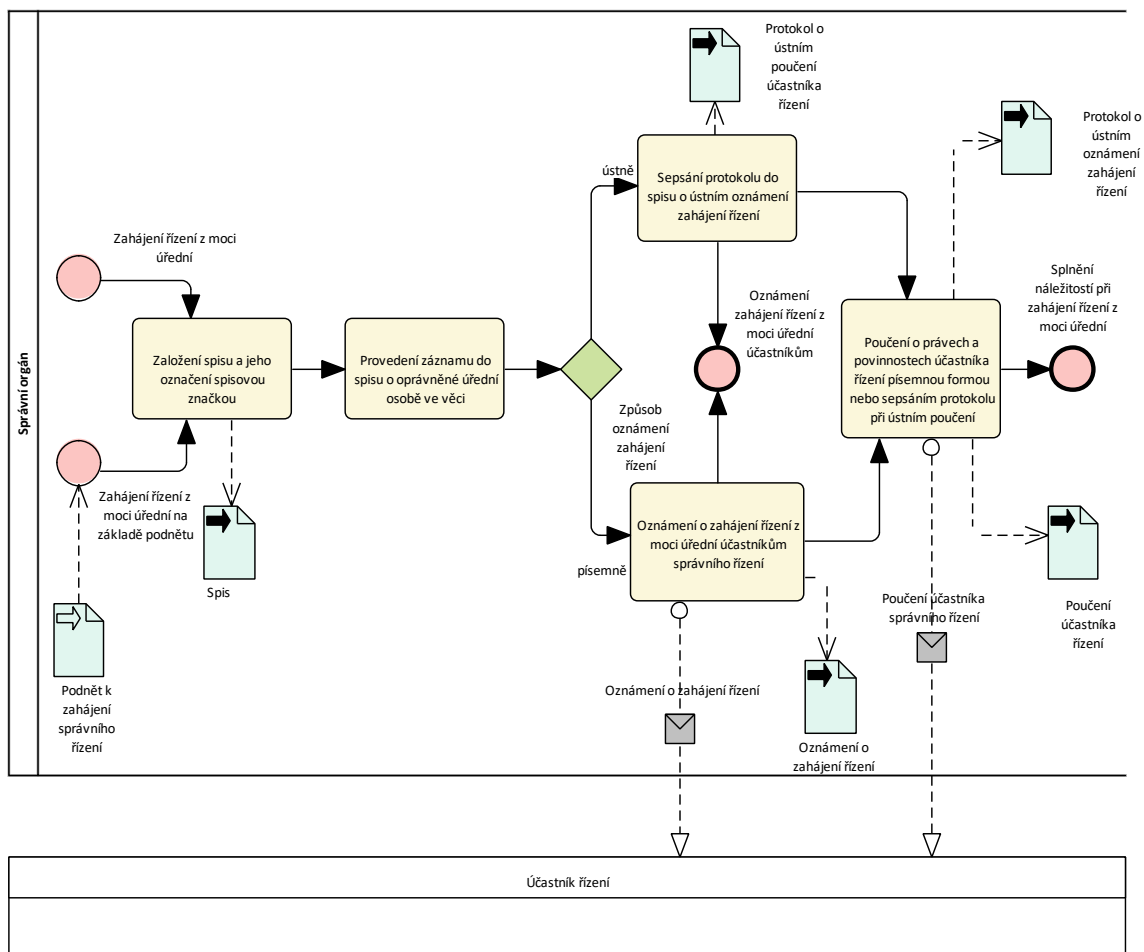 Protokol o
ústním
poučení
účastníka
řízení
Protokol o
ústním
oznámení
zahájení
řízení
ústně
Sepsání protokolu do
spisu o ústním oznámení
zahájení řízení
Zahájení řízení z moci
úřední
Oznámení
zahájení řízení z
moci úřední
účastníkům
Splnění
náležitostí při
zahájení řízení z
moci úřední
Správní orgán
Založení spisu a jeho
označení spisovou
značkou
Provedení záznamu do
spisu o oprávněné úřední
osobě ve věci
Poučení o právech a
povinnostech účastníka
řízení písemnou formou
nebo sepsáním protokolu
při ústním poučení
Způsob
oznámení
zahájení
řízení
Zahájení řízení z
moci úřední na
základě podnětu
Oznámení o zahájení řízení z
moci úřední účastníkům
správního řízení
písemně
Spis
Poučení účastníka
správního řízení
Poučení
účastníka
řízení
Podnět k
zahájení
správního
řízení
Oznámení o zahájení řízení
Oznámení o
zahájení řízení
Účastník řízení